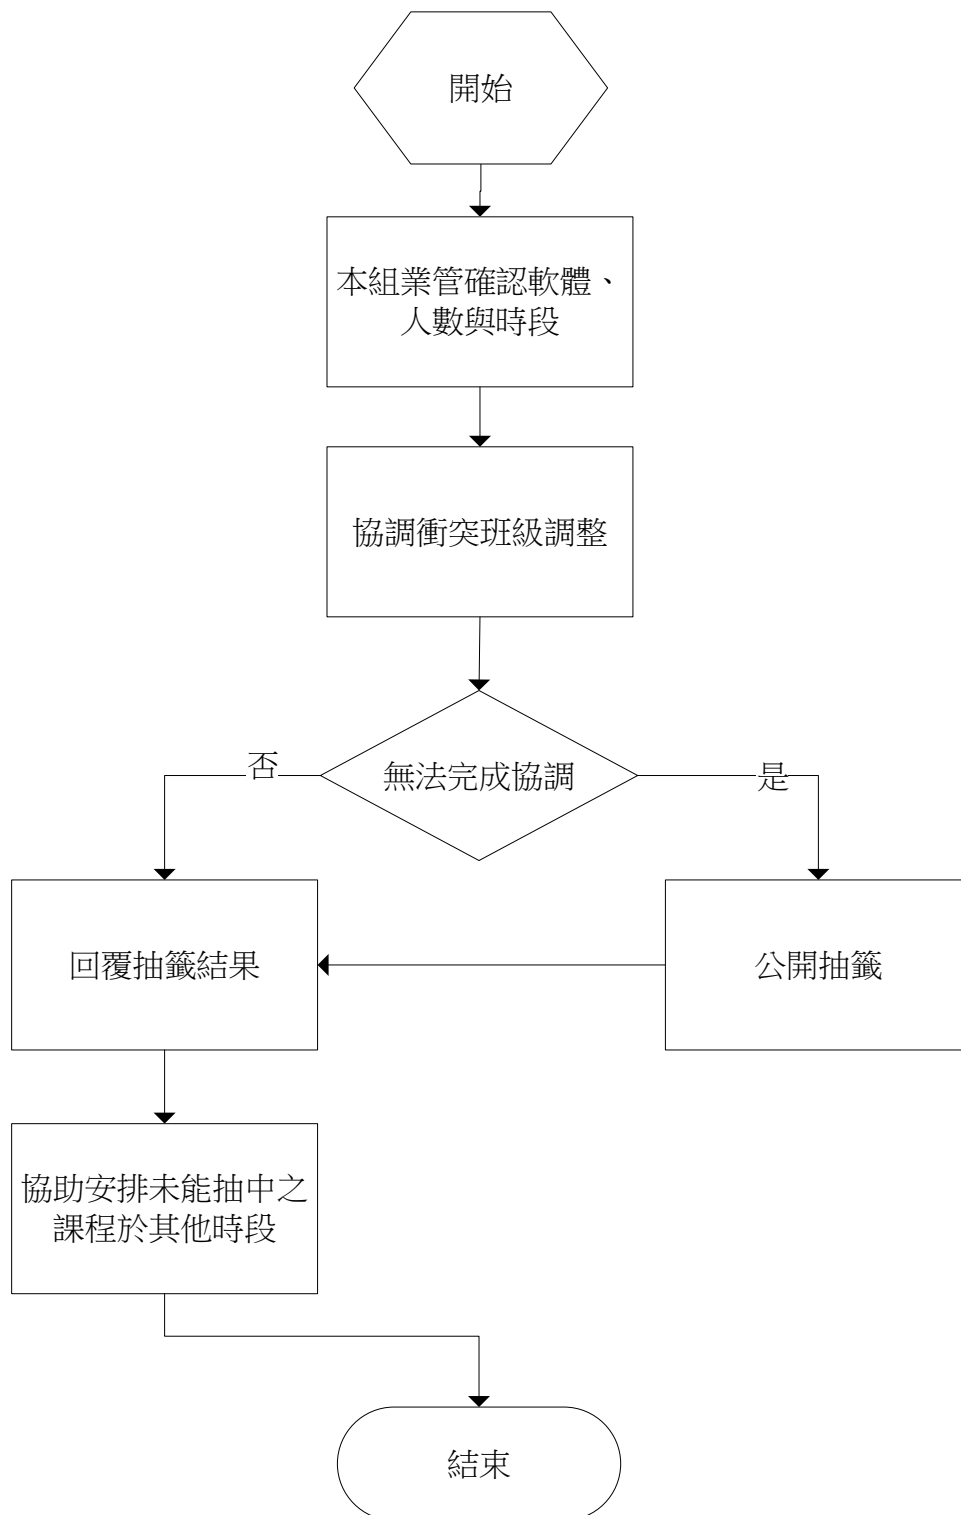 開始
本組業管確認軟體、
人數與時段
協調衝突班級調整
無法完成協調
否
是
回覆抽籤結果
公開抽籤
協助安排未能抽中之
課程於其他時段
結束